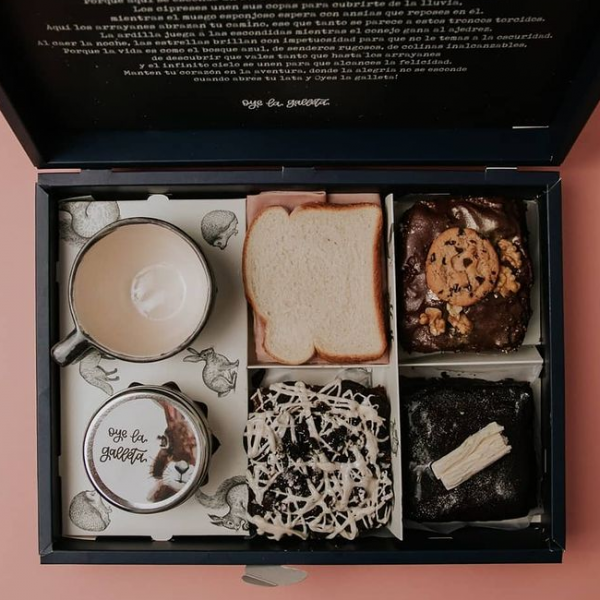 Los cipreses unen sus copas para cubrirte de la lluvia,
mientras el musgo esponjoso espera con ansias que reposes en él.
Aquí los arrayanes abrazan tu camino, ese que tanto se parece a estos troncos torcidos.
La ardilla juega a las escondidas mientras el conejo gana al ajedrez.
Al caer la noche, las estrellas brillan con impetuosidad para que no le temas a la oscuridad.
Porque la vida es como el bosque azul, de senderos rugosos, de colinas inalcanzables,
de descubrir que vales tanto que hasta los arrayanes
y el infinito cielo se unen para que alcances la felicidad.
Manten tu corazón en la aventura, donde la alegría no se esconde
cuando abres tu lata y Oyes la galleta!
oye la galleta
oye la
galleta